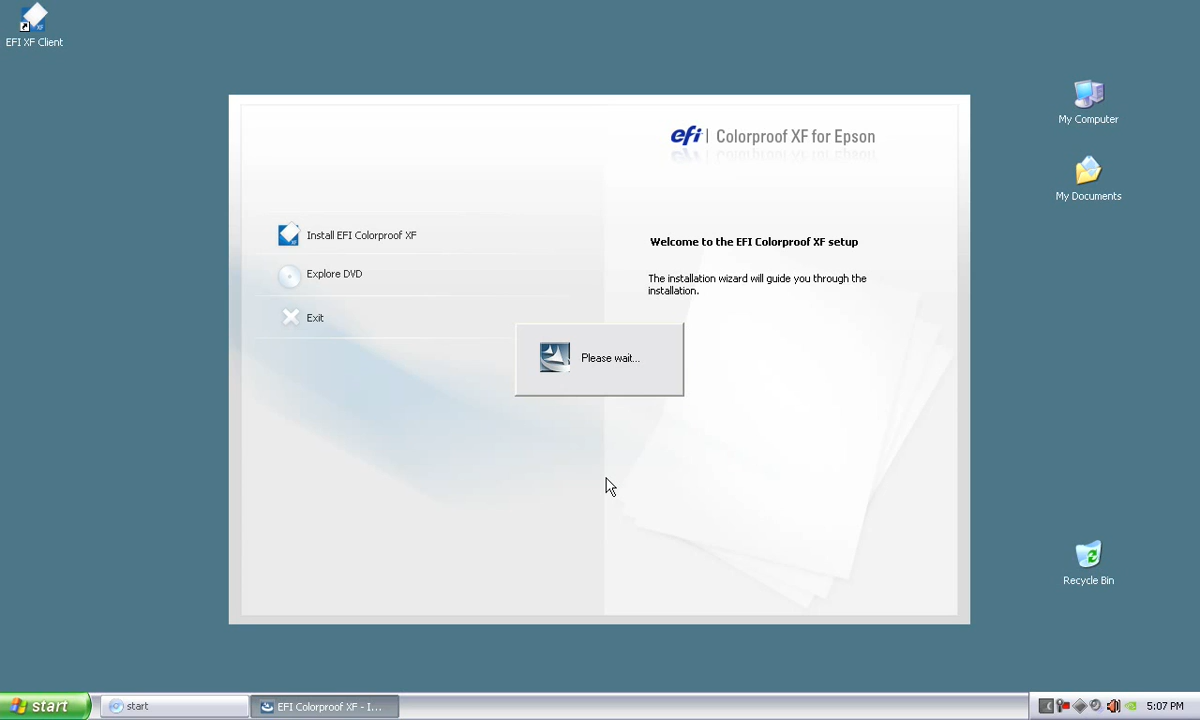 EFI XF Client
My Computer
My Documents
efi | Colorproof XF for Epson
Install EFI Colorproof XF
Explore DVD
Exit
Welcome to the EFI Colorproof XF setup
The installation wizard will guide you through the
installation.
Please wait...
Recycle Bin
start
start
EFI Colorproof XF - I...
5:07 PM